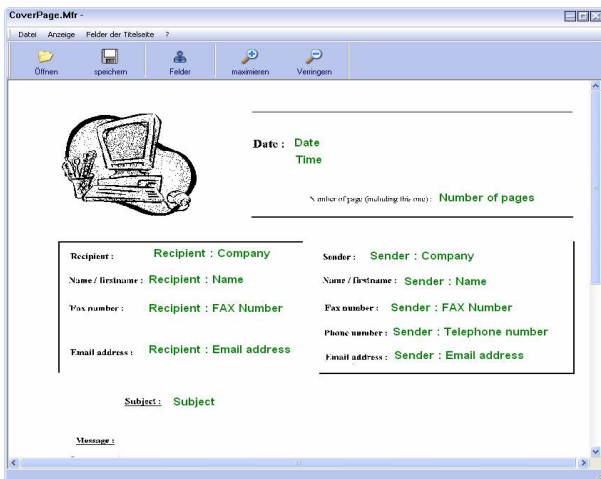 CoverPage.Mfr -
Datei Anzeige Felder der Titelseite ?
Öffnen speichern Felder maximieren Verringern
Date : Date
Time
Number of page (including this one) : Number of pages
Recipient : Recipient : Company
Name / firstname : Recipient : Name
Fax number : Recipient : FAX Number
Email address : Recipient : Email address
Sender : Sender : Company
Name / firstname : Sender : Name
Fax number : Sender : FAX Number
Phone number : Sender : Telephone number
Email address : Sender : Email address
Subject : Subject
Message :